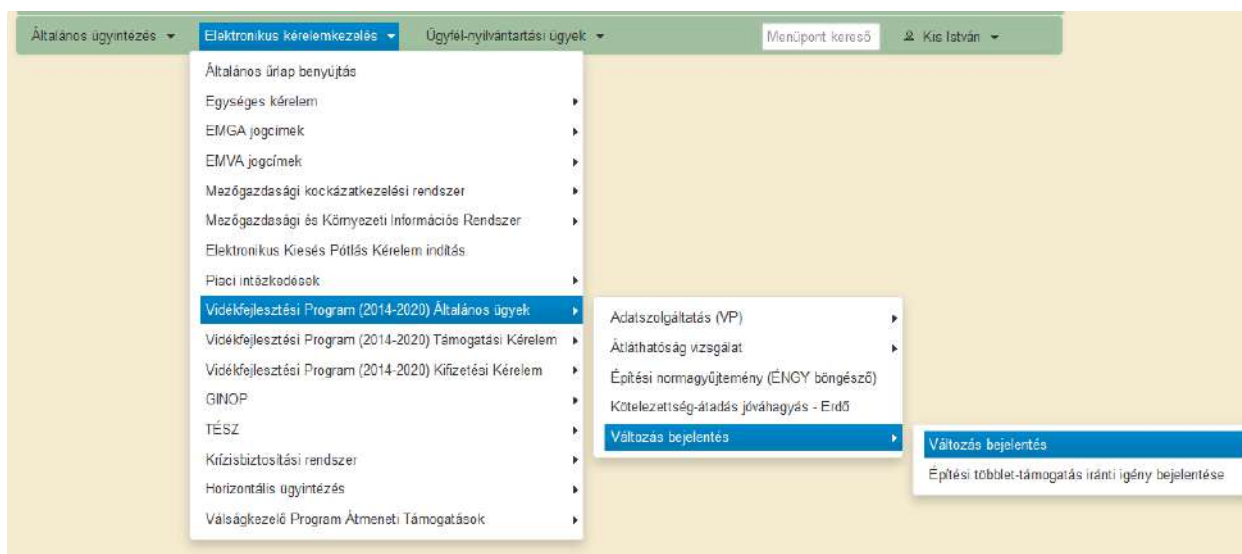 Általános ügyintézés
Elektronikus kérelemkezelés
Ügyfél-nyilvántartási ügyek
Menüpont kereső
Kis István
Általános űrlap benyújtás
Egységes kérelem
EMGA jogcímek
EMVA jogcímek
Mezőgazdasági kockázatkezelési rendszer
Mezőgazdasági és Környezeti Információs Rendszer
Elektronikus Kiesés Pótlás Kérelem indítás
Piaci intézkedések
Vidékfejlesztési Program (2014-2020) Általános ügyek
Vidékfejlesztési Program (2014-2020) Támogatási Kérelem
Vidékfejlesztési Program (2014-2020) Kifizetési Kérelem
GINOP
TÉSZ
Krízisbiztosítási rendszer
Horizontális ügyintézés
Válságkezelő Program Átmeneti Támogatások
Adatszolgáltatás (VP)
Átláthatóság vizsgálat
Építési normagyűjtemény (ÉNGY böngésző)
Kötelezettség-átadás jóváhagyás - Erdő
Változás bejelentés
Változás bejelentés
Építési többlet-támogatás iránti igény bejelentése